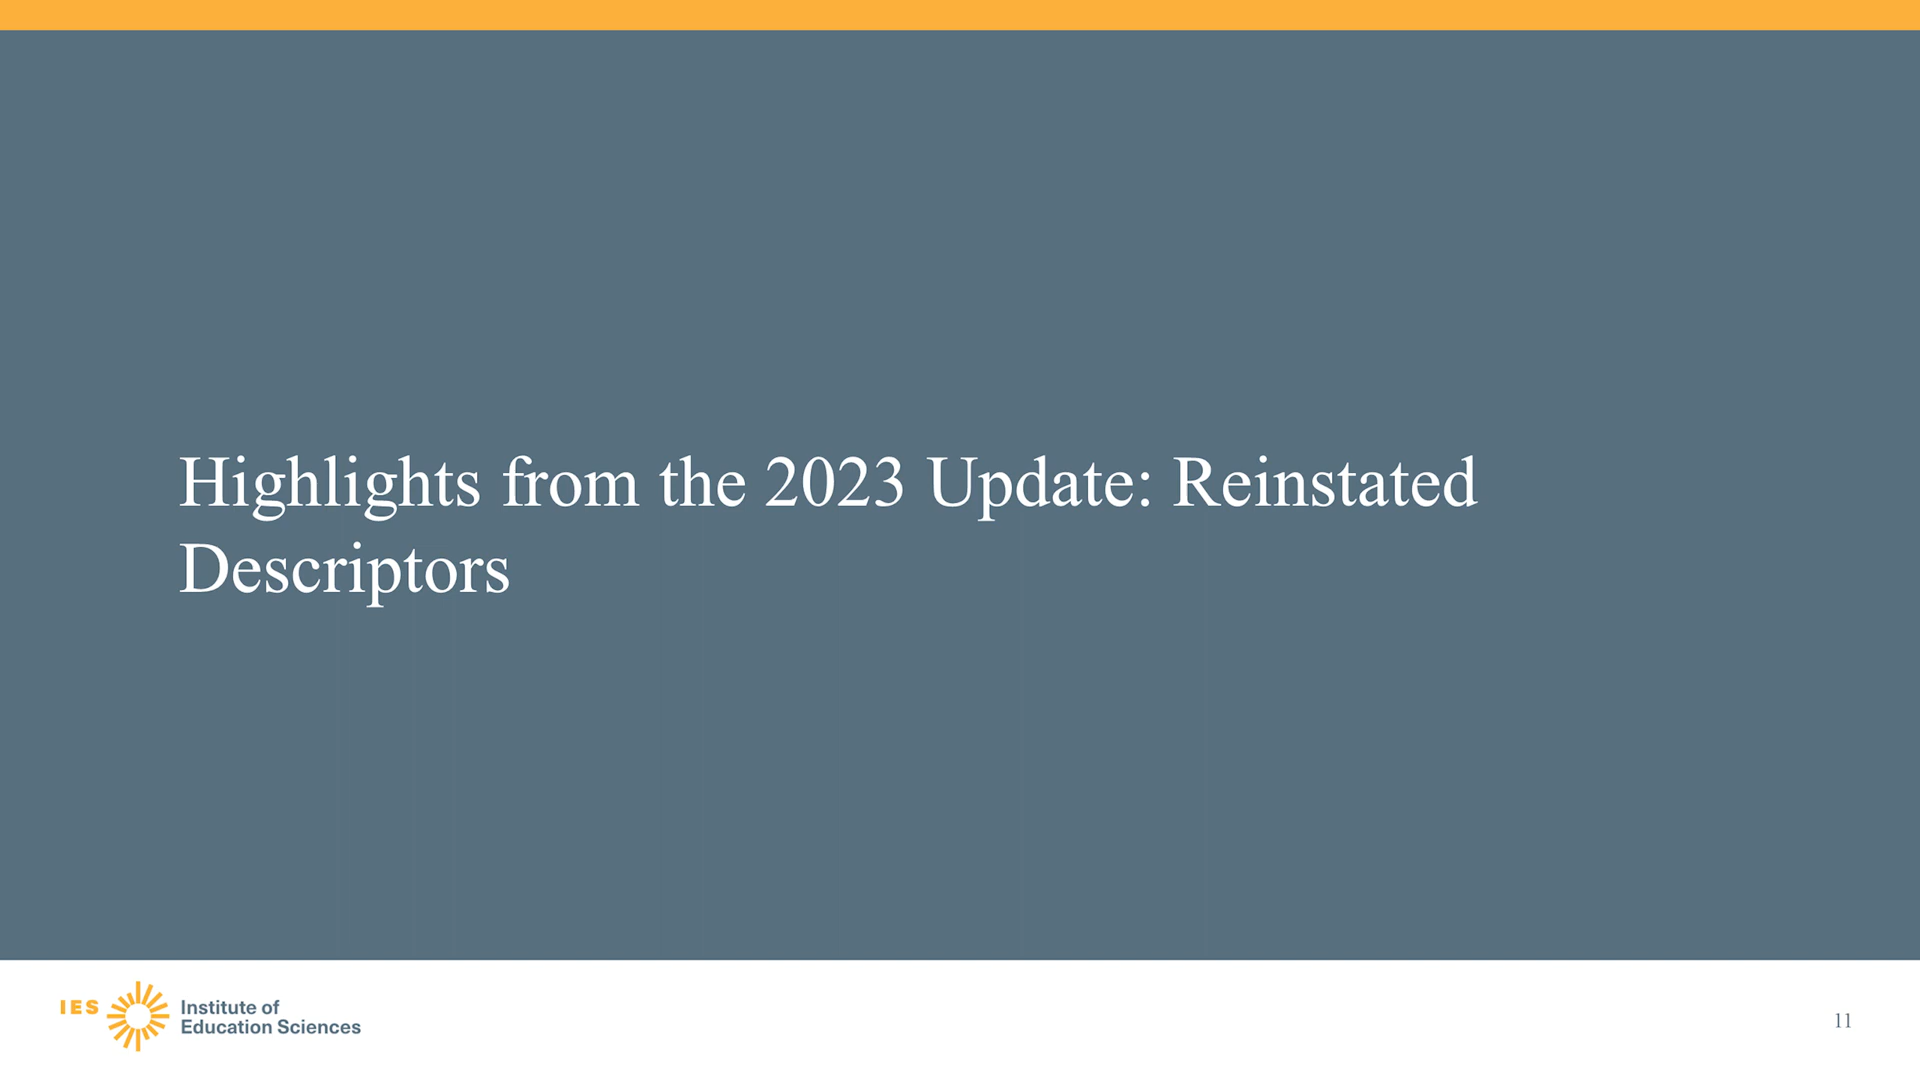 Highlights from the 2023 Update: Reinstated
Descriptors
IES
Institute of
Education Sciences
11